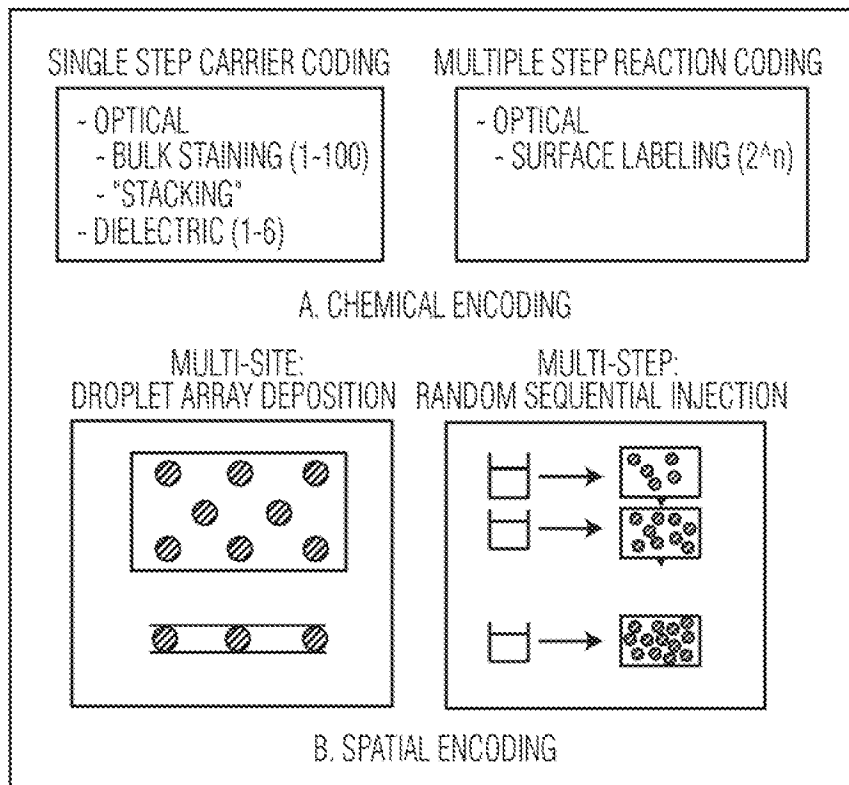 SINGLE STEP CARRIER CODING
- OPTICAL
- BULK STAINING (1-100)
- "STACKING"
- DIELECTRIC (1-6)
MULTIPLE STEP REACTION CODING
- OPTICAL
- SURFACE LABELING (2^n)
A. CHEMICAL ENCODING
MULTI-SITE:
DROPLET ARRAY DEPOSITION
MULTI-STEP:
RANDOM SEQUENTIAL INJECTION
B. SPATIAL ENCODING